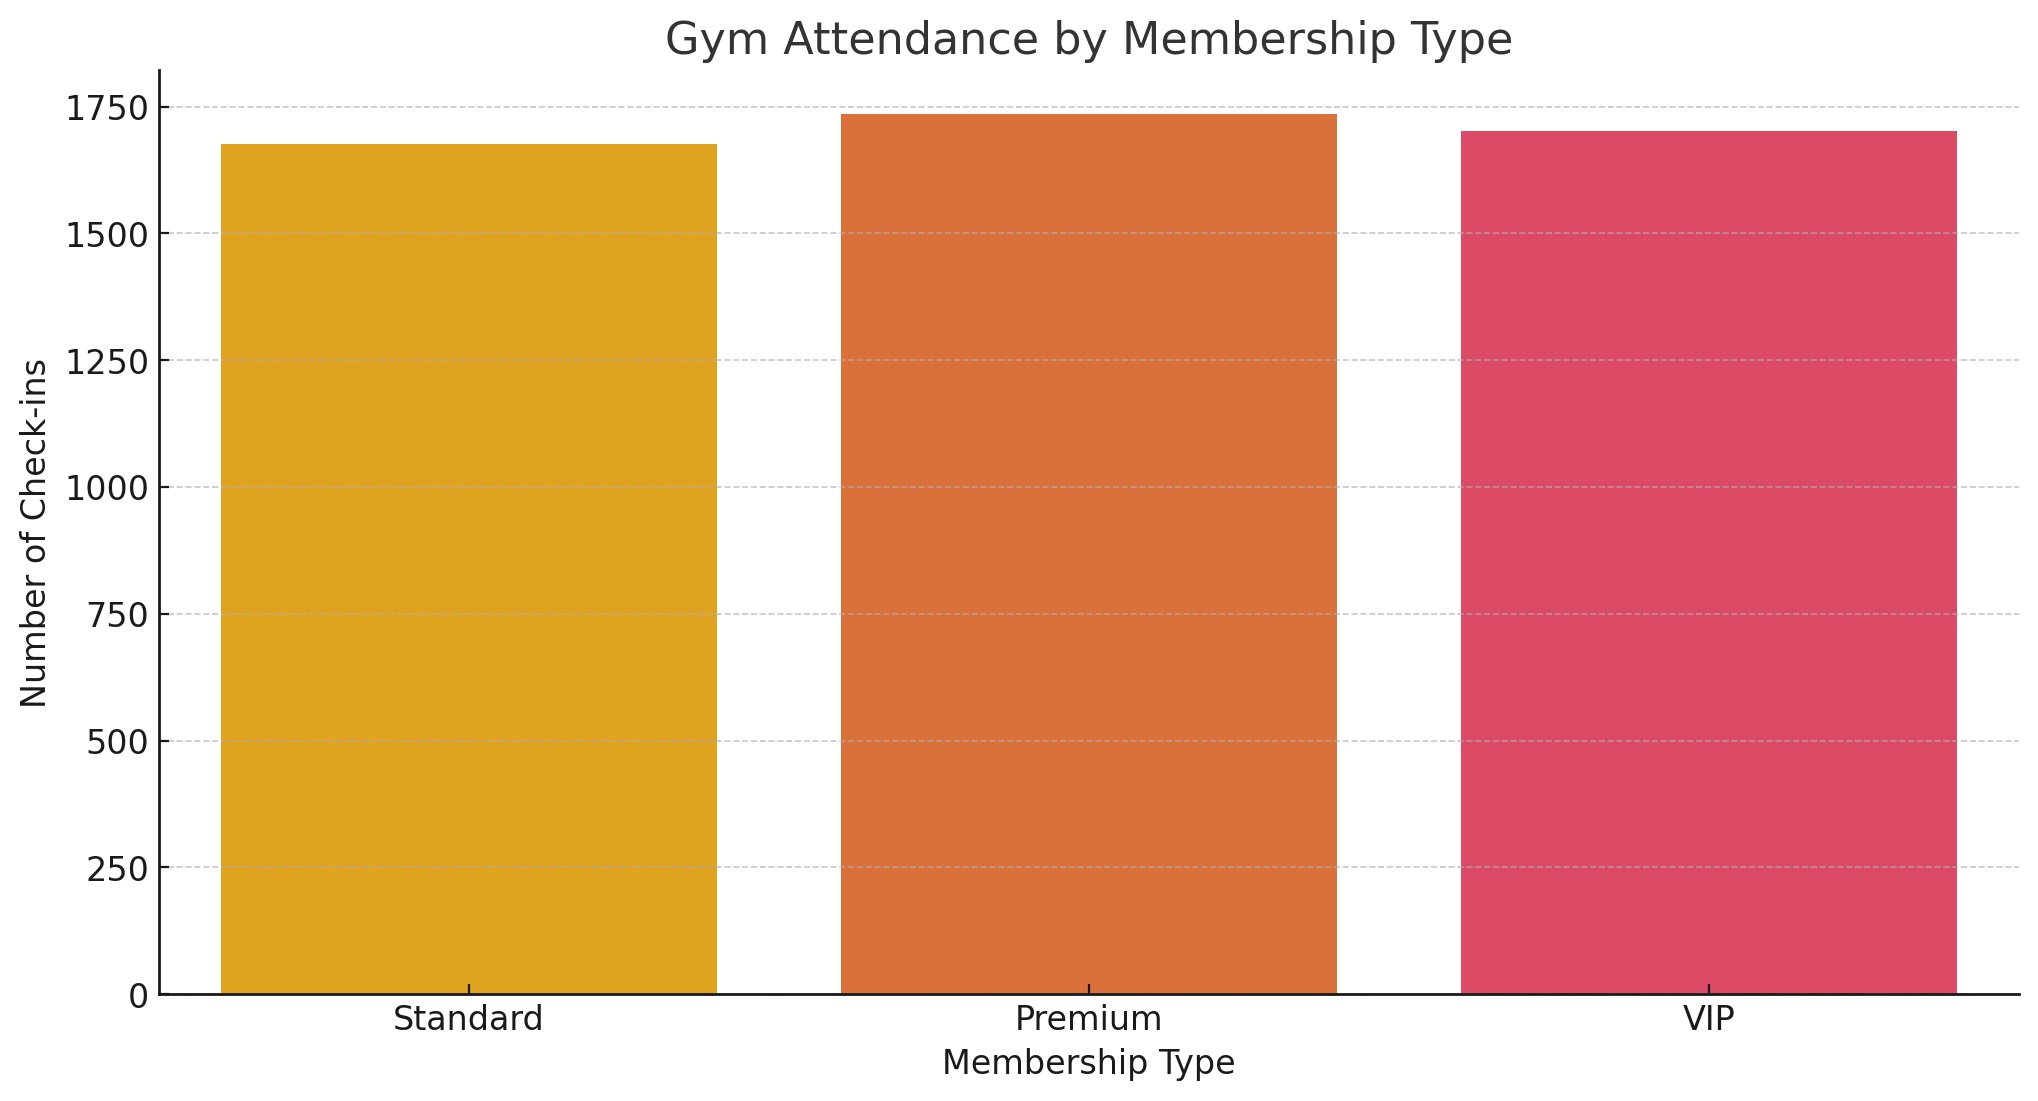 Gym Attendance by Membership Type
Number of Check-ins
1750
1500
1250
1000
750
500
250
0
Standard
Premium
VIP
Membership Type